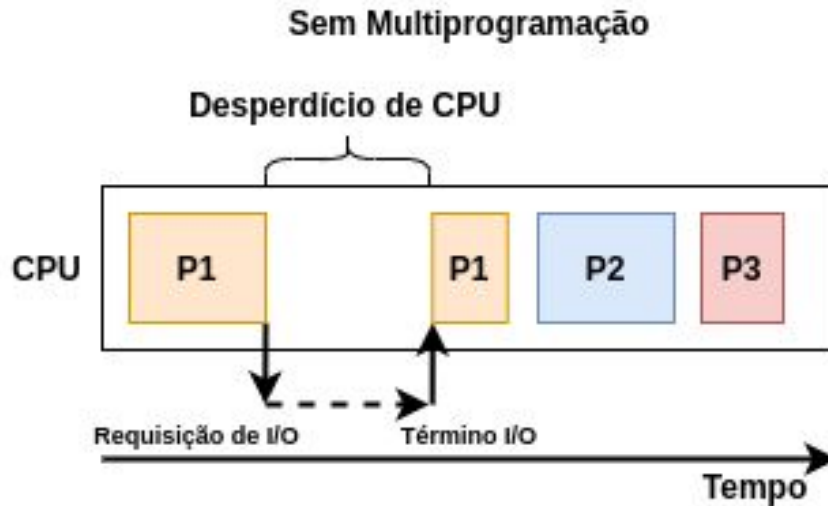 Sem Multiprogramação
Desperdício de CPU
CPU
P1
P1
P2
P3
Requisição de I/O
Término I/O
Tempo